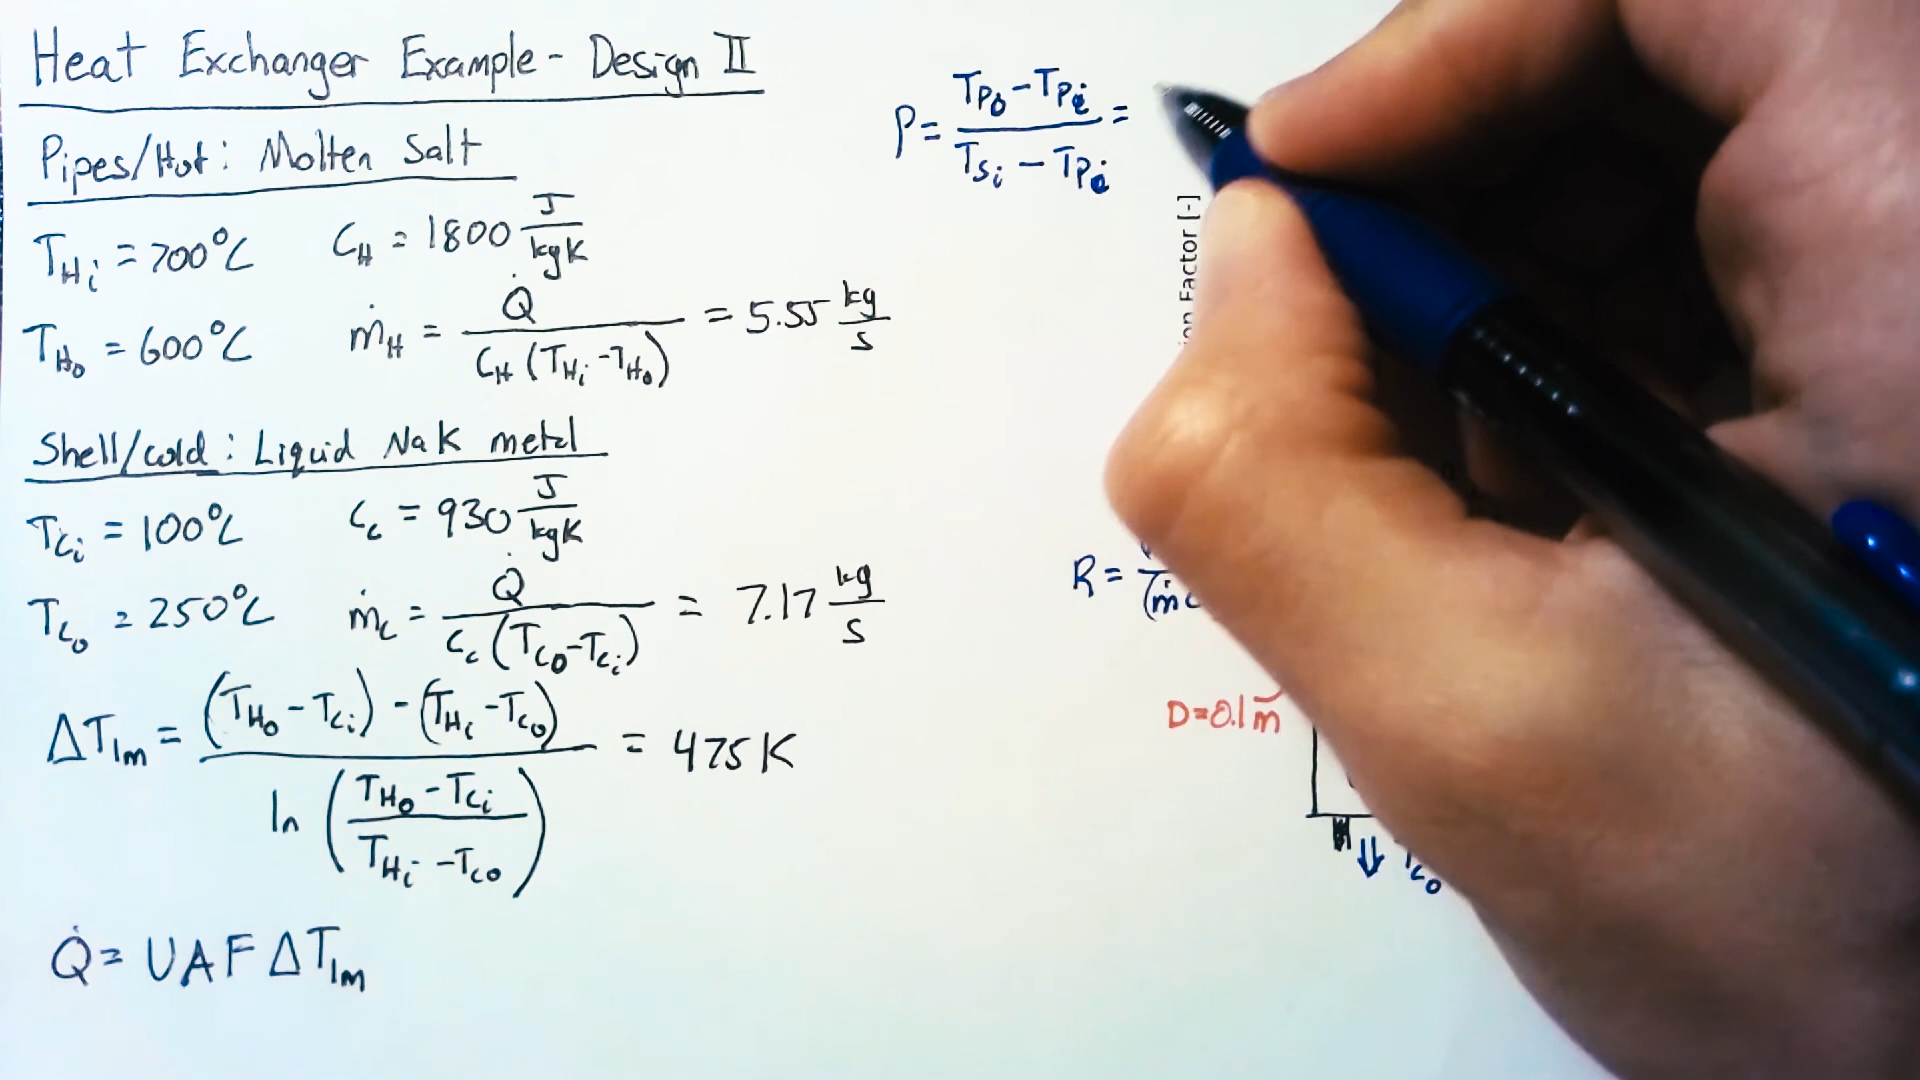 Heat Exchanger Example - Design II
Pipes/Hot: Molten Salt
T_Hi = 700°C C_H = 1800 J/kgK
T_Ho = 600°C ṁ_H = Q̇/(C_H (T_Hi - T_Ho)) = 5.55 kg/s
Shell/cold: Liquid NaK metal
T_Ci = 100°C C_c = 930 J/kgK
T_Co = 250°C ṁ_c = Q̇/(C_c (T_Co - T_Ci)) = 7.17 kg/s
ΔT_lm = ((T_Ho - T_Ci) - (T_Hi - T_Co))/ln((T_Ho - T_Ci)/(T_Hi - T_Co)) = 475 K
Q̇ = U A F ΔT_lm
P = (T_Po - T_Pi)/(T_Si - T_Pi) =
Factor [-]
R =
(ṁ c
D=0.1m
Co